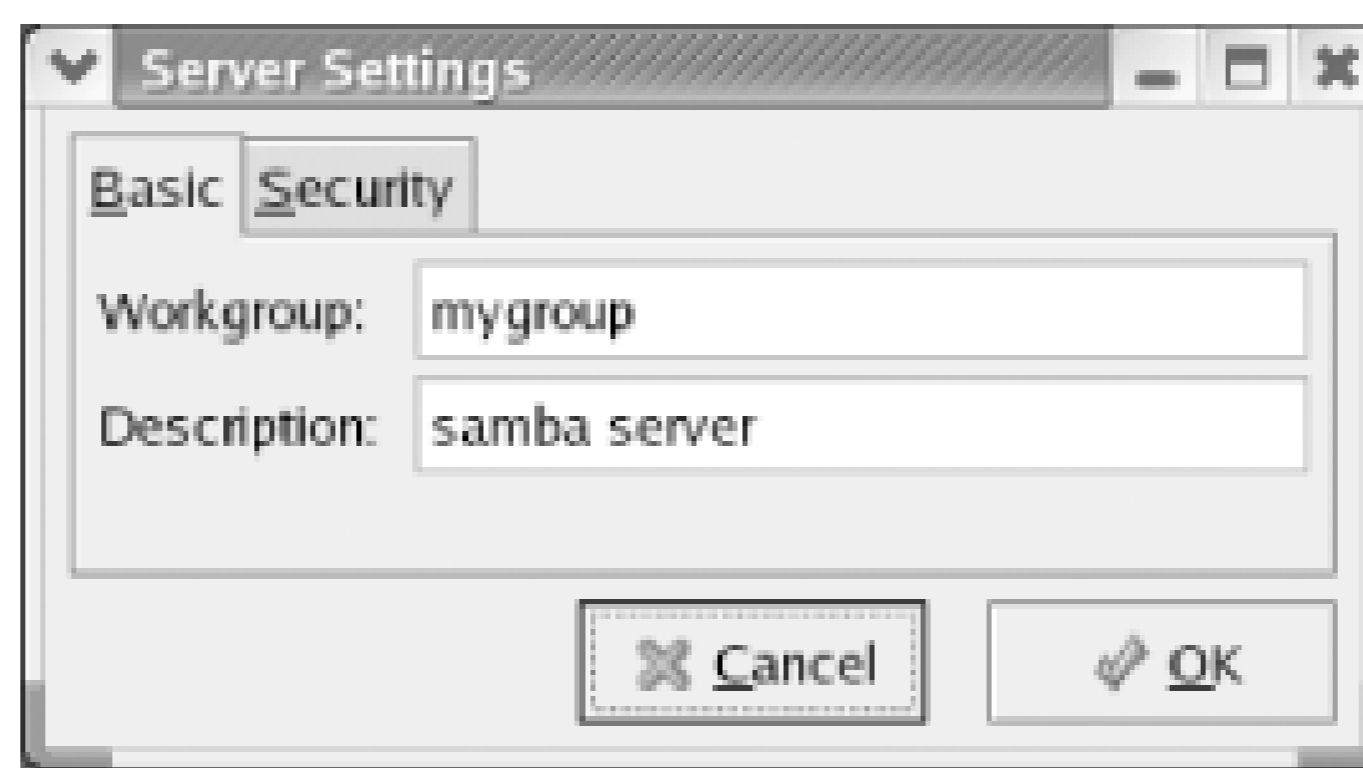 Server Settings
Basic Security
Workgroup: mygroup
Description: samba server
Cancel OK